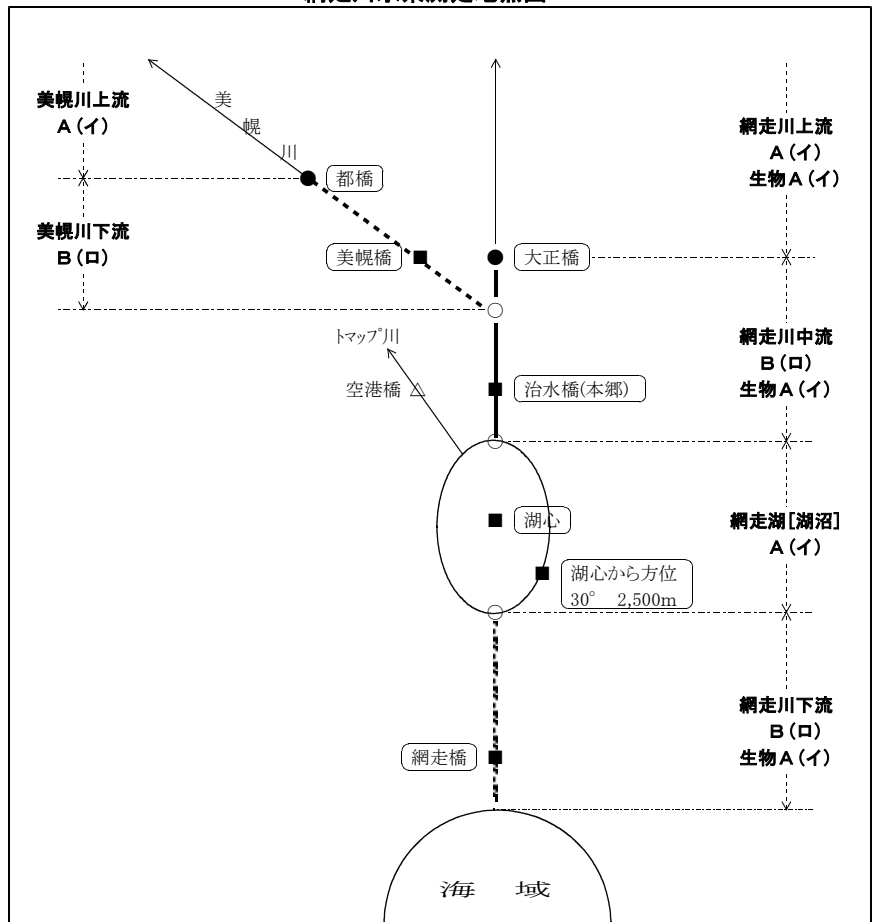 美幌川上流
A(イ)
美
幌
川
都橋
網走川上流
A(イ)
生物A(イ)
美幌川下流
B(ロ)
美幌橋
大正橋
トマップ川
空港橋
治水橋(本郷)
網走川中流
B(ロ)
生物A(イ)
湖心
網走湖[湖沼]
A(イ)
湖心から方位
30° 2,500m
網走橋
網走川下流
B(ロ)
生物A(イ)
海 域